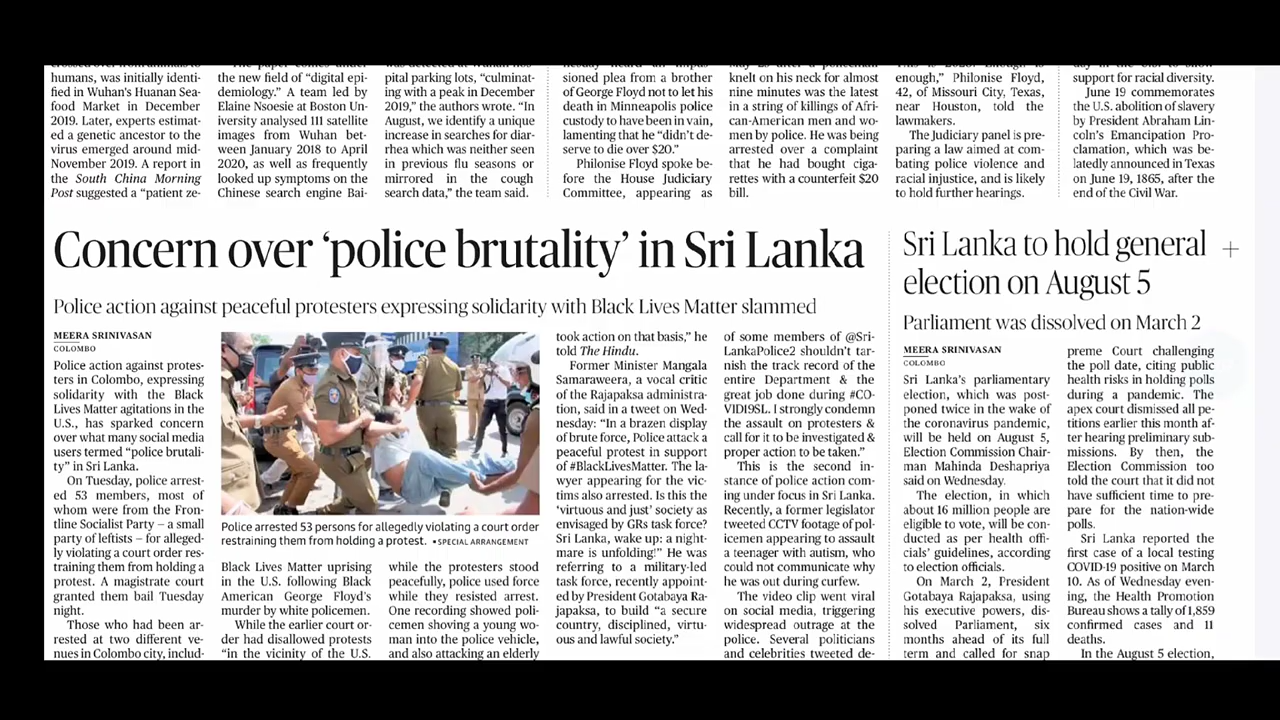 humans, was initially identi-
fied in Wuhan's Huanan Sea-
food Market in December
2019. Later, experts estimat-
ed a genetic ancestor to the
virus emerged around mid-
November 2019. A report in
the South China Morning
Post suggested a "patient ze-
the new field of "digital epi-
demiology." A team led by
Elaine Nsoesie at Boston Un-
iversity analysed 111 satellite
images from Wuhan bet-
ween January 2018 to April
2020, as well as frequently
looked up symptoms on the
Chinese search engine Bai-
pital parking lots, "culminat-
ing with a peak in December
2019," the authors wrote. "In
August, we identify a unique
increase in searches for diar-
rhea which was neither seen
in previous flu seasons or
mirrored in the cough
search data," the team said.
sioned plea from a brother
of George Floyd not to let his
death in Minneapolis police
custody to have been in vain,
lamenting that he "didn't de-
serve to die over $20."
Philonise Floyd spoke be-
fore the House Judiciary
Committee, appearing as
knelt on his neck for almost
nine minutes was the latest
in a string of killings of Afri-
can-American men and wo-
men by police. He was being
arrested over a complaint
that he had bought ciga-
rettes with a counterfeit $20
bill.
enough," Philonise Floyd,
42, of Missouri City, Texas,
near Houston, told the
lawmakers.
The Judiciary panel is pre-
paring a law aimed at com-
bating police violence and
racial injustice, and is likely
to hold further hearings.
support for racial diversity.
June 19 commemorates
the U.S. abolition of slavery
by President Abraham Lin-
coln's Emancipation Pro-
clamation, which was be-
latedly announced in Texas
on June 19, 1865, after the
end of the Civil War.
Concern over 'police brutality' in Sri Lanka
Police action against peaceful protesters expressing solidarity with Black Lives Matter slammed
MEERA SRINIVASAN
COLOMBO
Police action against protes-
ters in Colombo, expressing
solidarity with the Black
Lives Matter agitations in the
U.S., has sparked concern
over what many social media
users termed "police brutali-
ty" in Sri Lanka.
On Tuesday, police arrest-
ed 53 members, most of
whom were from the Fron-
tline Socialist Party – a small
party of leftists – for alleged-
ly violating a court order res-
training them from holding a
protest. A magistrate court
granted them bail Tuesday
night.
Those who had been ar-
rested at two different ve-
nues in Colombo city, includ-
Police arrested 53 persons for allegedly violating a court order
restraining them from holding a protest. •SPECIAL ARRANGEMENT
Black Lives Matter uprising
in the U.S. following Black
American George Floyd's
murder by white policemen.
While the earlier court or-
der had disallowed protests
"in the vicinity of the U.S.
while the protesters stood
peacefully, police used force
while they resisted arrest.
One recording showed poli-
cemen shoving a young wo-
man into the police vehicle,
and also attacking an elderly
took action on that basis," he
told The Hindu.
Former Minister Mangala
Samaraweera, a vocal critic
of the Rajapaksa administra-
tion, said in a tweet on Wed-
nesday: "In a brazen display
of brute force, Police attack a
peaceful protest in support
of #BlackLivesMatter. The la-
wyer appearing for the vic-
tims also arrested. Is this the
'virtuous and just' society as
envisaged by GRs task force?
Sri Lanka, wake up: a night-
mare is unfolding!" He was
referring to a military-led
task force, recently appoint-
ed by President Gotabaya Ra-
japaksa, to build "a secure
country, disciplined, virtu-
ous and lawful society."
of some members of @Sri-
LankaPolice2 shouldn't tar-
nish the track record of the
entire Department & the
great job done during #CO-
VID19SL. I strongly condemn
the assault on protesters &
call for it to be investigated &
proper action to be taken."
This is the second in-
stance of police action com-
ing under focus in Sri Lanka.
Recently, a former legislator
tweeted CCTV footage of pol-
icemen appearing to assault
a teenager with autism, who
could not communicate why
he was out during curfew.
The video clip went viral
on social media, triggering
widespread outrage at the
police. Several politicians
and celebrities tweeted de-
Sri Lanka to hold general
election on August 5
Parliament was dissolved on March 2
MEERA SRINIVASAN
COLOMBO
Sri Lanka's parliamentary
election, which was post-
poned twice in the wake of
the coronavirus pandemic,
will be held on August 5,
Election Commission Chair-
man Mahinda Deshapriya
said on Wednesday.
The election, in which
about 16 million people are
eligible to vote, will be con-
ducted as per health offi-
cials' guidelines, according
to election officials.
On March 2, President
Gotabaya Rajapaksa, using
his executive powers, dis-
solved Parliament, six
months ahead of its full
term and called for snap
preme Court challenging
the poll date, citing public
health risks in holding polls
during a pandemic. The
apex court dismissed all pe-
titions earlier this month af-
ter hearing preliminary sub-
missions. By then, the
Election Commission too
told the court that it did not
have sufficient time to pre-
pare for the nation-wide
polls.
Sri Lanka reported the
first case of a local testing
COVID-19 positive on March
10. As of Wednesday even-
ing, the Health Promotion
Bureau shows a tally of 1,859
confirmed cases and 11
deaths.
In the August 5 election,